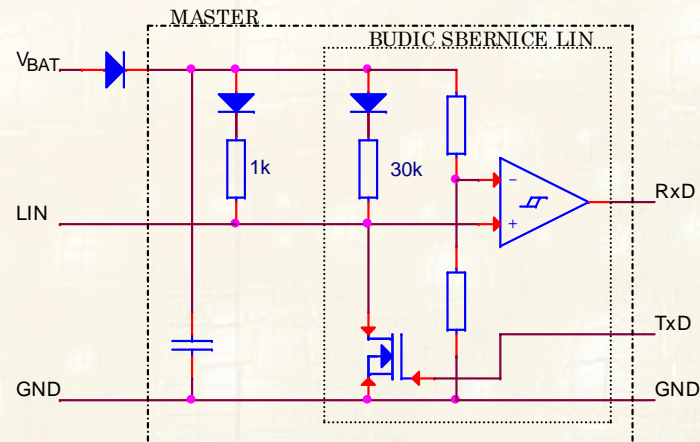 MASTER
BUDIC SBERNICE LIN
VBAT
1k
30k
−
+
RxD
LIN
TxD
GND
GND